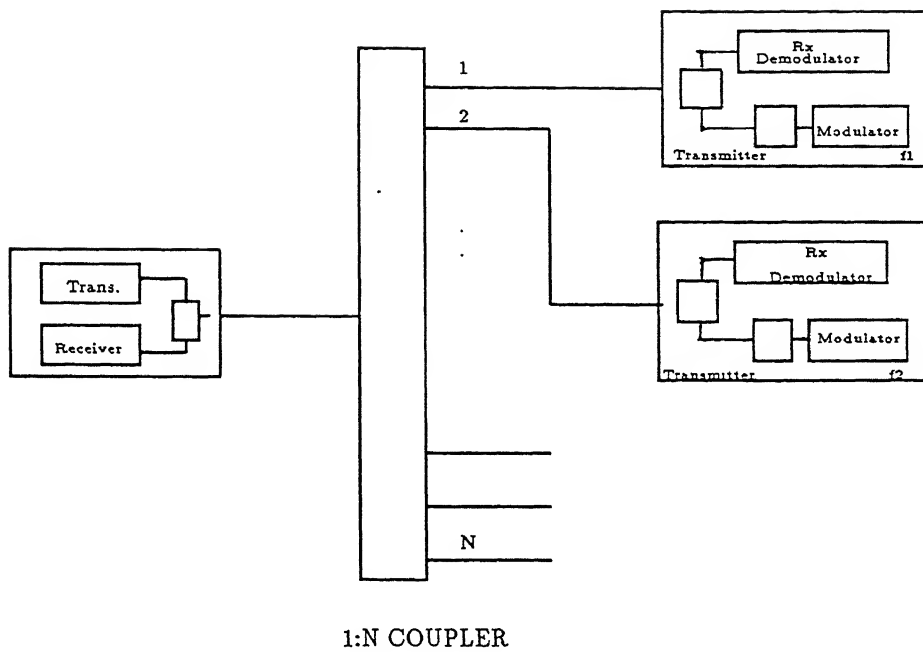 1
Rx
Demodulator
2
Modulator
Transmitter f1
Rx
Demodulator
Trans.
Receiver
Modulator
Transmitter f2
N
1:N COUPLER